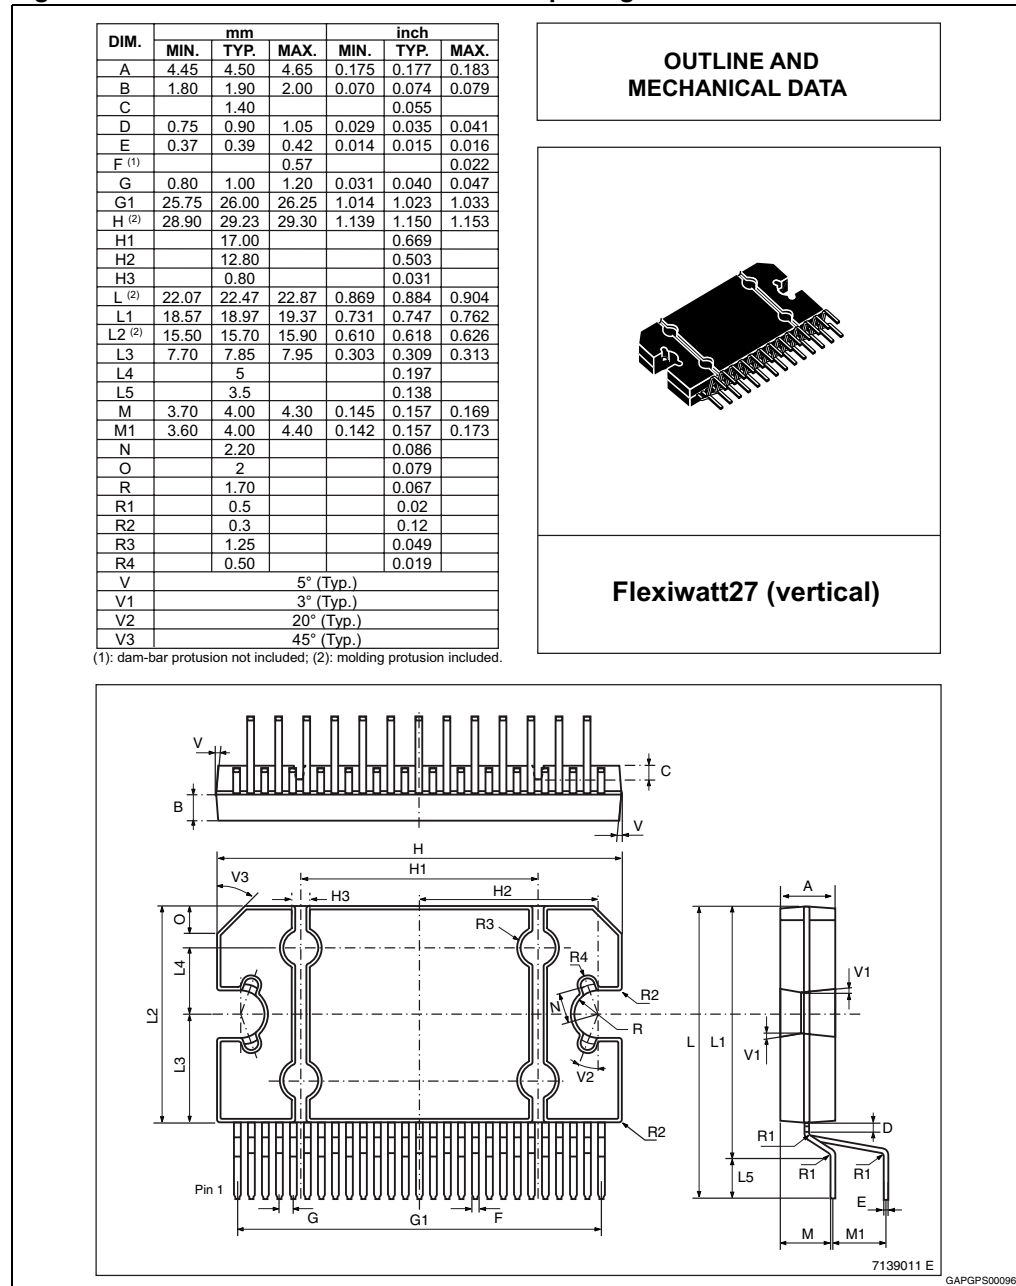 DIM. mm inch
MIN. TYP. MAX. MIN. TYP. MAX.
A 4.45 4.50 4.65 0.175 0.177 0.183
B 1.80 1.90 2.00 0.070 0.074 0.079
C 1.40 0.055
D 0.75 0.90 1.05 0.029 0.035 0.041
E 0.37 0.39 0.42 0.014 0.015 0.016
F (1) 0.57 0.022
G 0.80 1.00 1.20 0.031 0.040 0.047
G1 25.75 26.00 26.25 1.014 1.023 1.033
H (2) 28.90 29.23 29.30 1.139 1.150 1.153
H1 17.00 0.669
H2 12.80 0.503
H3 0.80 0.031
L (2) 22.07 22.47 22.87 0.869 0.884 0.904
L1 18.57 18.97 19.37 0.731 0.747 0.762
L2 (2) 15.50 15.70 15.90 0.610 0.618 0.626
L3 7.70 7.85 7.95 0.303 0.309 0.313
L4 5 0.197
L5 3.5 0.138
M 3.70 4.00 4.30 0.145 0.157 0.169
M1 3.60 4.00 4.40 0.142 0.157 0.173
N 2.20 0.086
O 2 0.079
R 1.70 0.067
R1 0.5 0.02
R2 0.3 0.12
R3 1.25 0.049
R4 0.50 0.019
V 5° (Typ.)
V1 3° (Typ.)
V2 20° (Typ.)
V3 45° (Typ.)
(1): dam-bar protusion not included; (2): molding protusion included.
OUTLINE AND
MECHANICAL DATA
Flexiwatt27 (vertical)
V
C
B
V
H
V3
H1
A
H3
H2
O
R3
R4
L4
V1
R2
N
L2
R
L
L1
V1
L3
V2
D
R2
R1
R1
R1
L5
Pin 1
E
G
G1
F
M
M1
7139011 E
GAPGPS00096